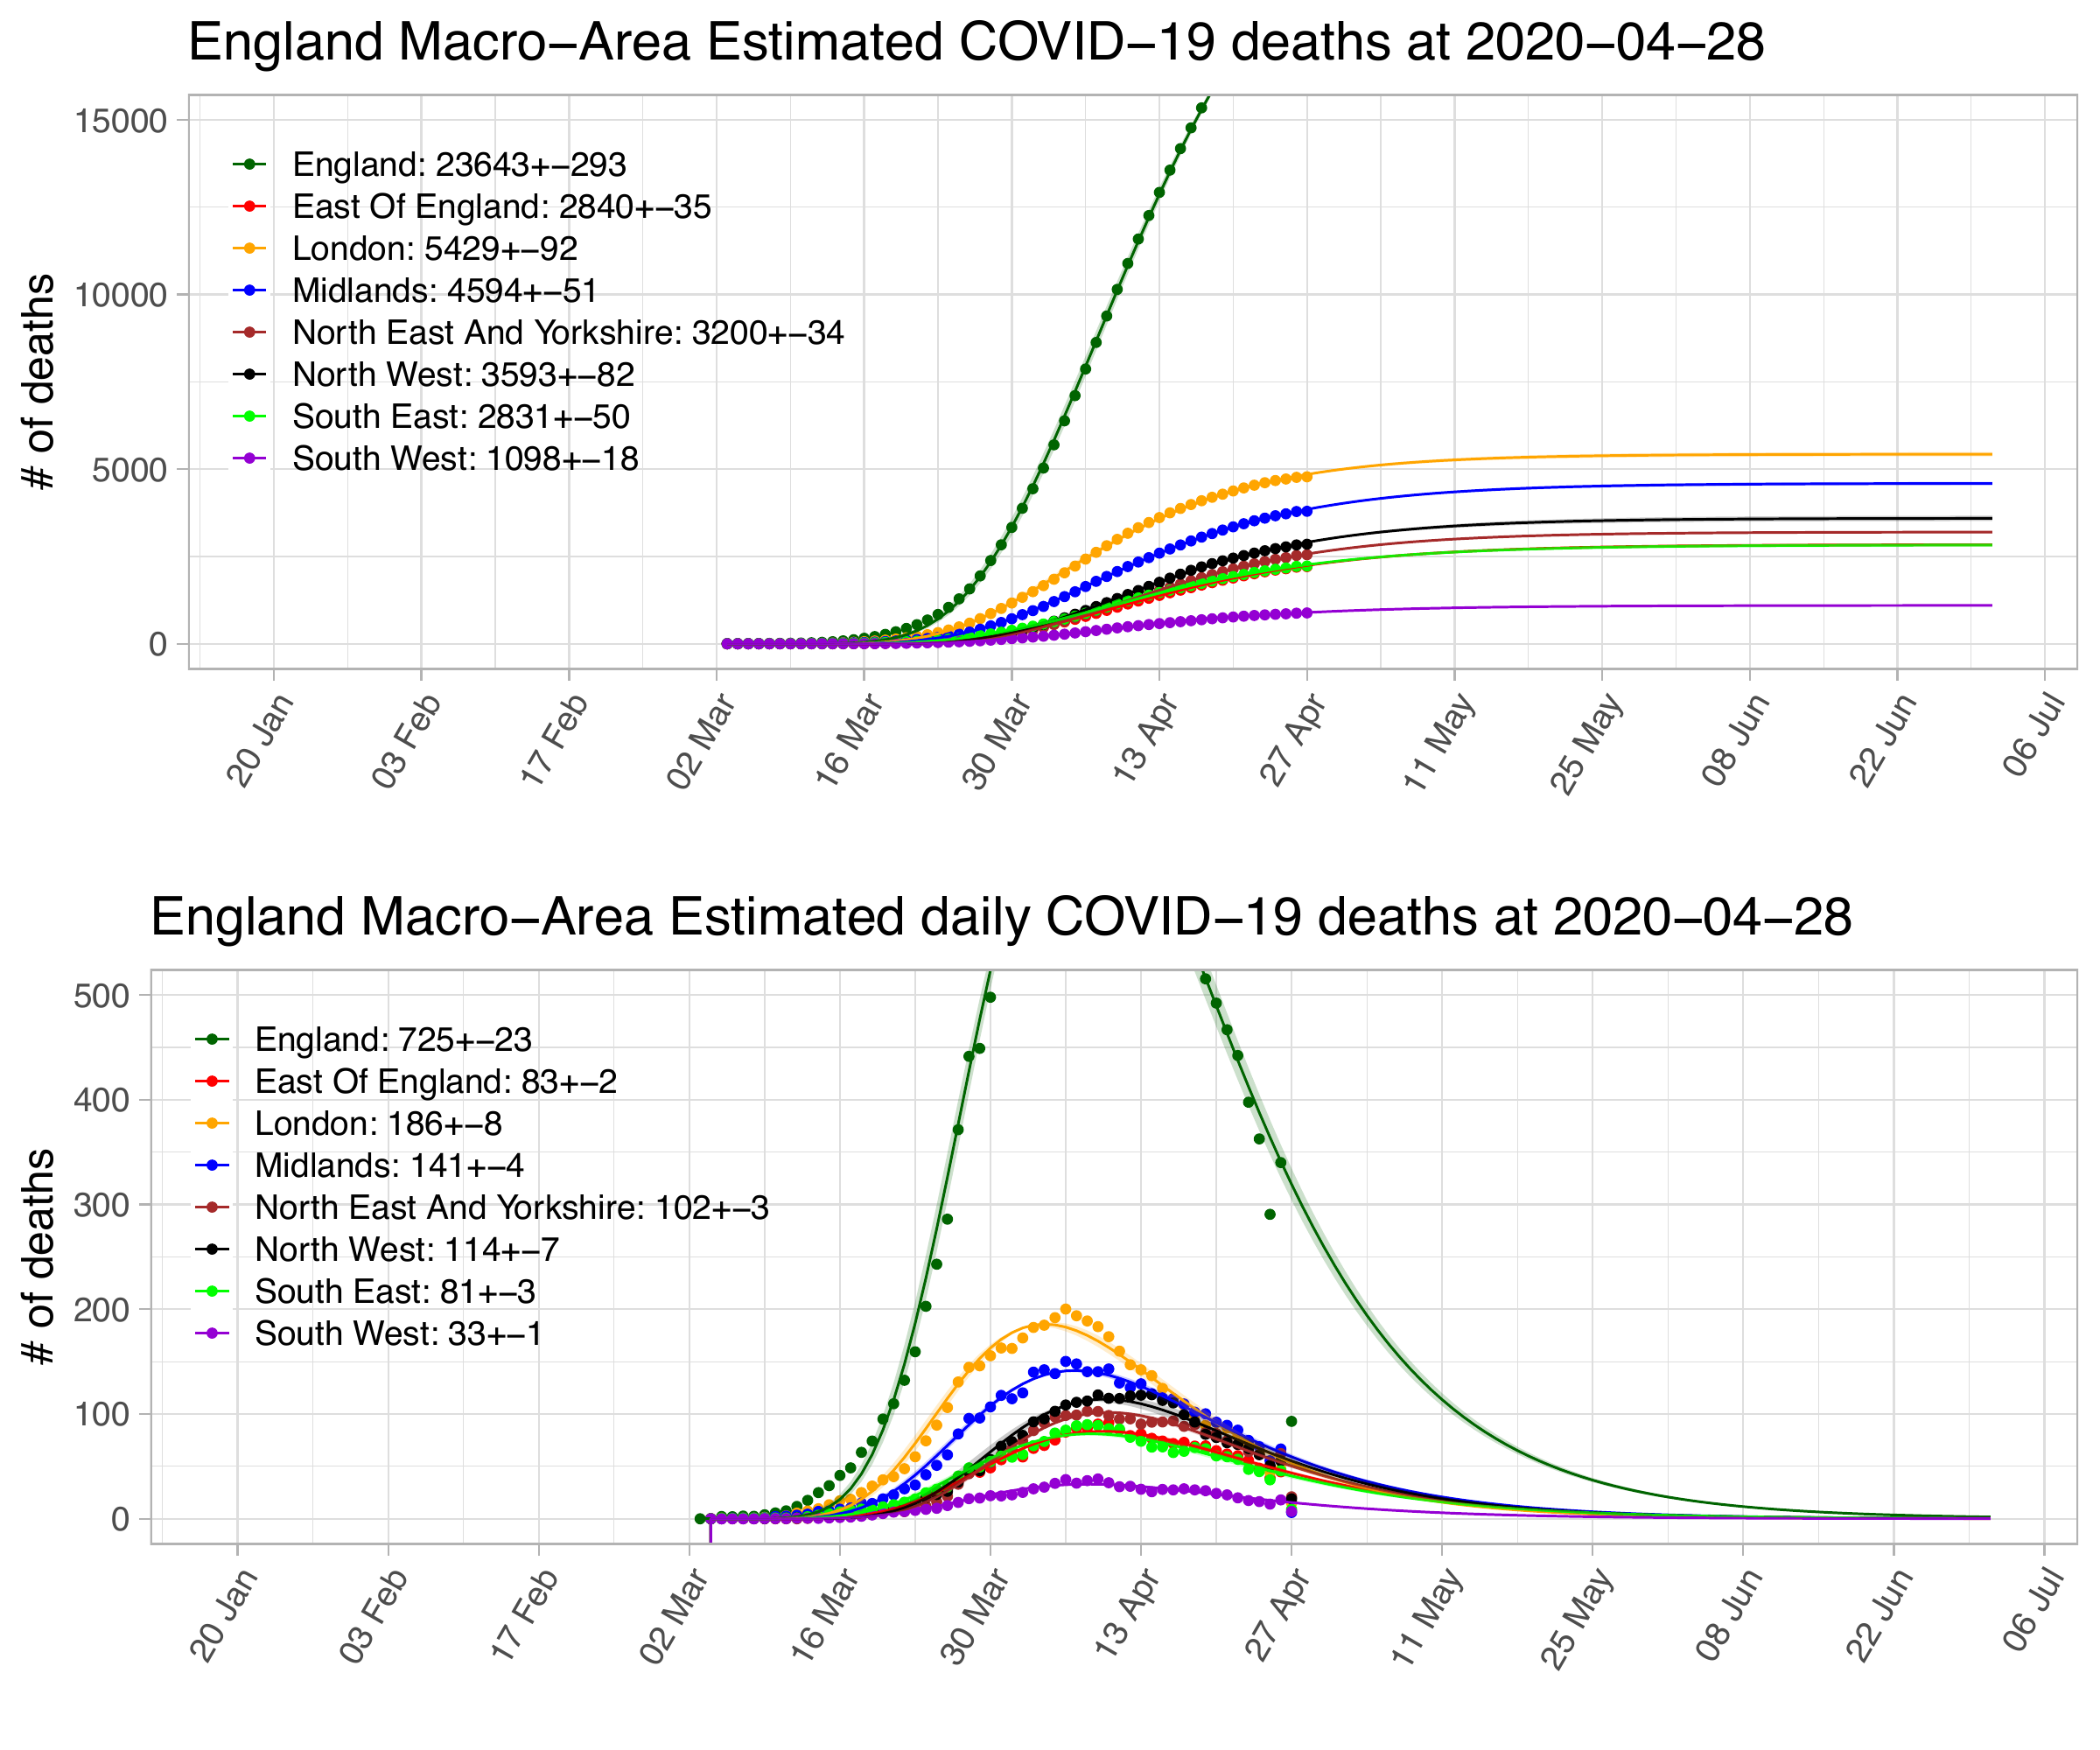 England Macro−Area Estimated COVID−19 deaths at 2020−04−28
# of deaths
15000
10000
5000
0
England: 23643+−293
East Of England: 2840+−35
London: 5429+−92
Midlands: 4594+−51
North East And Yorkshire: 3200+−34
North West: 3593+−82
South East: 2831+−50
South West: 1098+−18
20 Jan
03 Feb
17 Feb
02 Mar
16 Mar
30 Mar
13 Apr
27 Apr
11 May
25 May
08 Jun
22 Jun
06 Jul
England Macro−Area Estimated daily COVID−19 deaths at 2020−04−28
# of deaths
500
400
300
200
100
0
England: 725+−23
East Of England: 83+−2
London: 186+−8
Midlands: 141+−4
North East And Yorkshire: 102+−3
North West: 114+−7
South East: 81+−3
South West: 33+−1
20 Jan
03 Feb
17 Feb
02 Mar
16 Mar
30 Mar
13 Apr
27 Apr
11 May
25 May
08 Jun
22 Jun
06 Jul